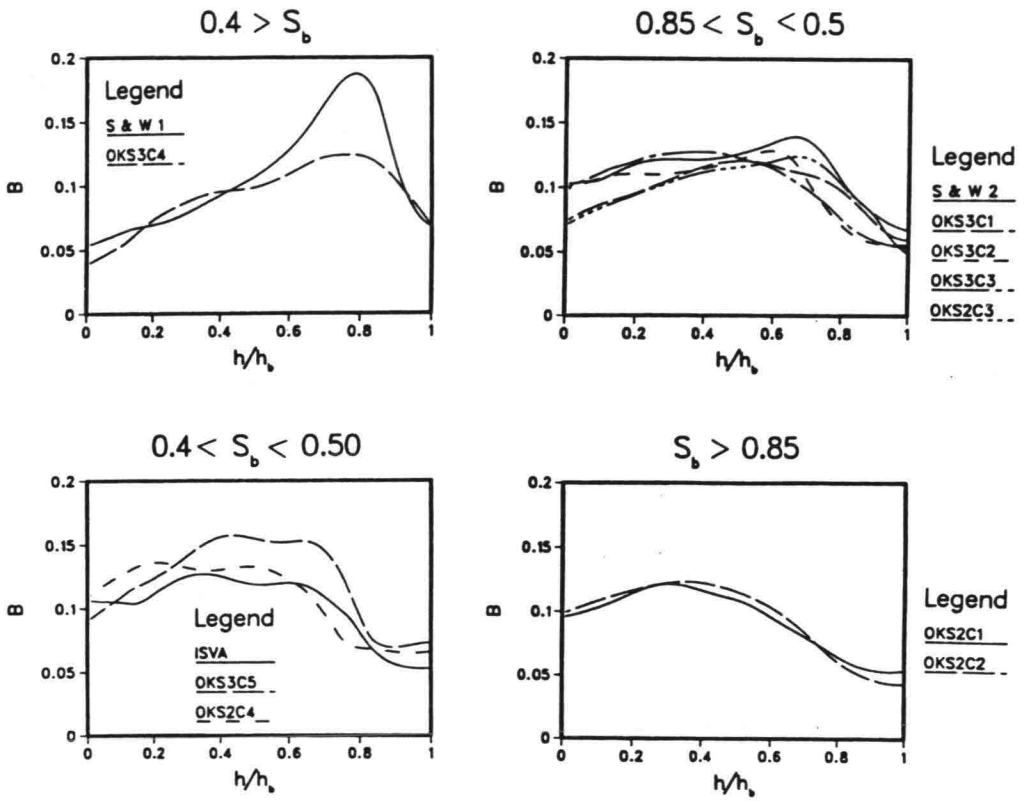 0.4 > S_b
0.2
0.15
0.1
0.05
0
B
Legend
S & W 1
OKS3C4
0 0.2 0.4 0.6 0.8 1
h/h_b
0.85 < S_b < 0.5
0.2
0.15
0.1
0.05
0
B
0 0.2 0.4 0.6 0.8 1
h/h_b
Legend
S & W 2
OKS3C1
OKS3C2
OKS3C3
OKS2C3
0.4 < S_b < 0.50
0.2
0.15
0.1
0.05
0
B
Legend
ISVA
OKS3C5
OKS2C4
0 0.2 0.4 0.6 0.8 1
h/h_b
S_b > 0.85
0.2
0.15
0.1
0.05
0
B
0 0.2 0.4 0.6 0.8 1
h/h_b
Legend
OKS2C1
OKS2C2